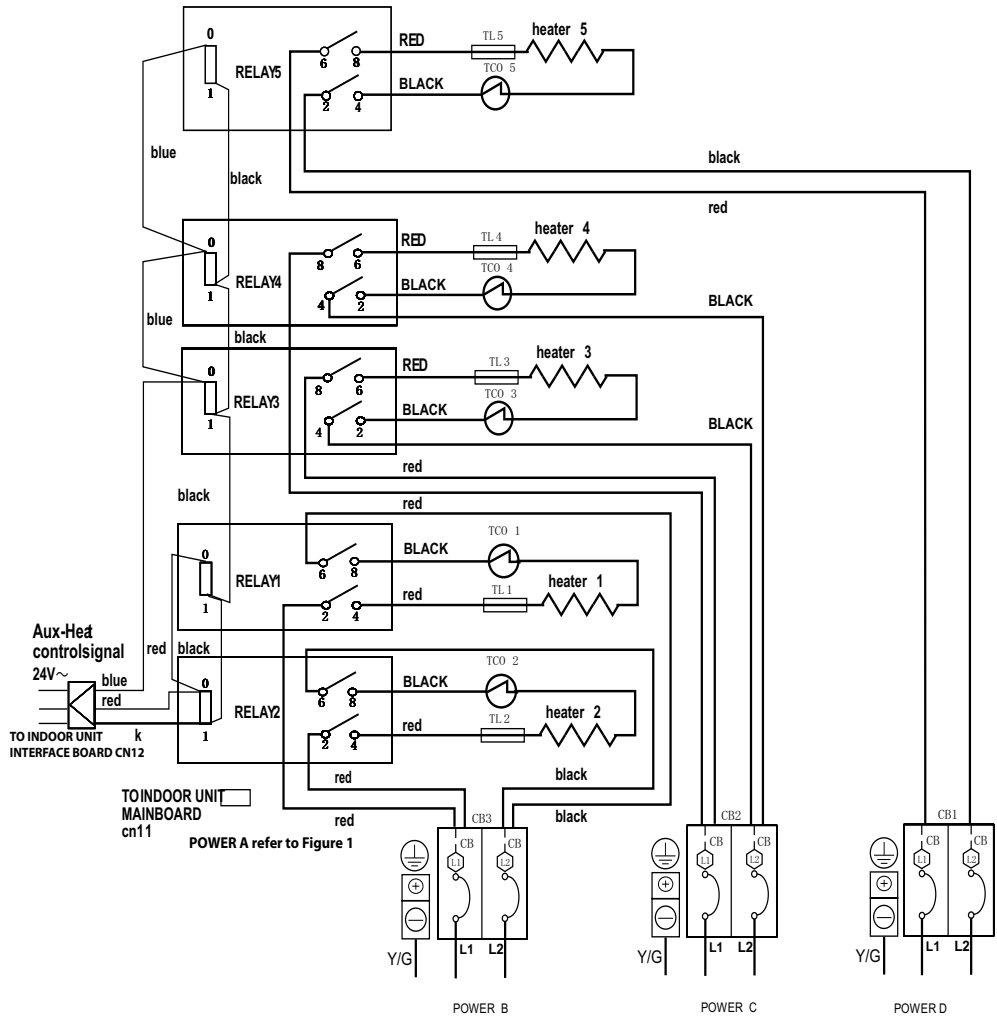 0
RELAY5
1
6
8
2
4
RED
BLACK
TL 5
heater 5
TCO 5
blue
black
black
red
0
RELAY4
1
8
6
4
2
RED
BLACK
TL 4
heater 4
TCO 4
BLACK
blue
black
0
RELAY3
1
8
6
4
2
RED
BLACK
TL 3
heater 3
TCO 3
BLACK
red
red
black
0
RELAY1
1
6
8
2
4
BLACK
red
TCO 1
TL 1
heater 1
Aux-Heat
controlsignal
24V~
red
black
blue
red
k
TO INDOOR UNIT
INTERFACE BOARD CN12
0
RELAY2
1
6
8
2
4
BLACK
red
TCO 2
TL 2
heater 2
red
black
red
black
TO INDOOR UNIT
MAINBOARD
cn11
POWER A refer to Figure 1
CB3
CB
CB
L1
L2
Y/G
L1
L2
POWER B
CB2
CB
CB
L1
L2
Y/G
L1
L2
POWER C
CB1
CB
CB
L1
L2
Y/G
L1
L2
POWER D